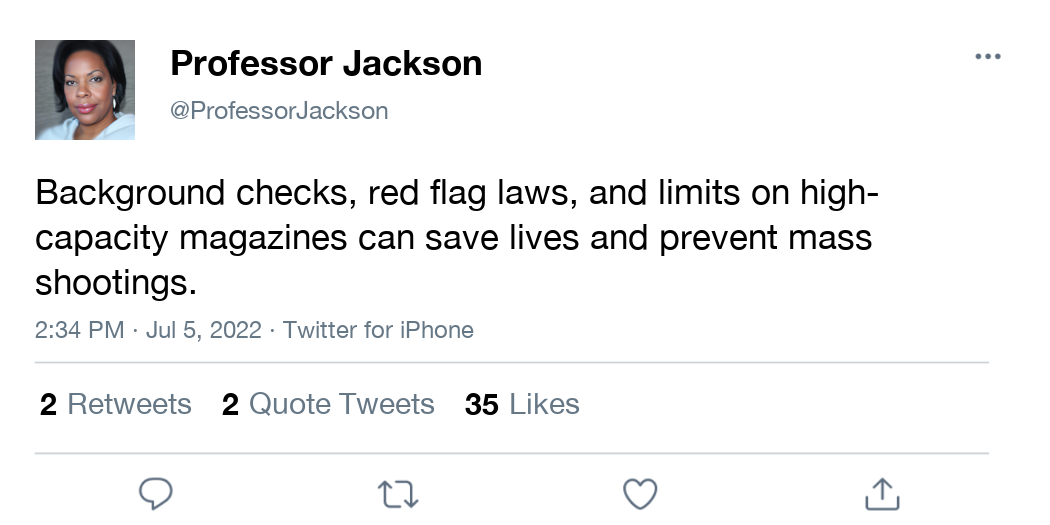 Professor Jackson
@ProfessorJackson
Background checks, red flag laws, and limits on high-
capacity magazines can save lives and prevent mass
shootings.
2:34 PM · Jul 5, 2022 · Twitter for iPhone
2 Retweets 2 Quote Tweets 35 Likes